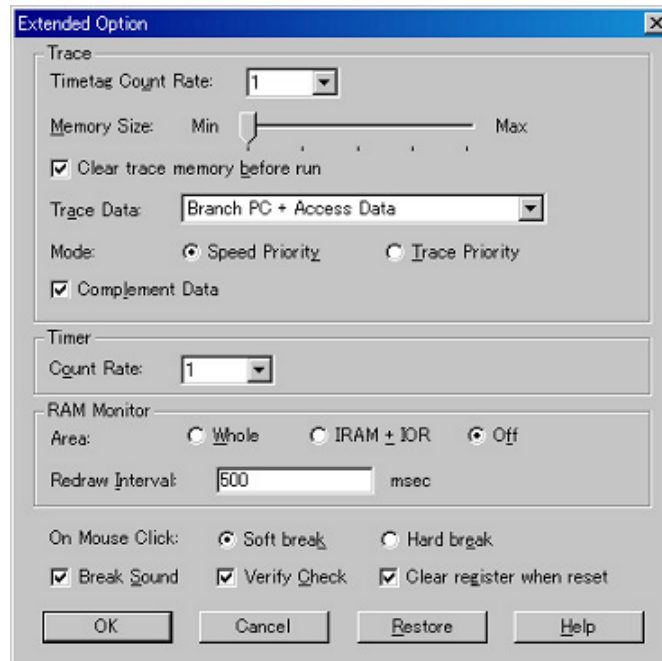 Extended Option
Trace
Timetag Count Rate: 1
Memory Size: Min Max
Clear trace memory before run
Trace Data: Branch PC + Access Data
Mode: Speed Priority Trace Priority
Complement Data
Timer
Count Rate: 1
RAM Monitor
Area: Whole IRAM + IOR Off
Redraw Interval: 500 msec
On Mouse Click: Soft break Hard break
Break Sound Verify Check Clear register when reset
OK Cancel Restore Help